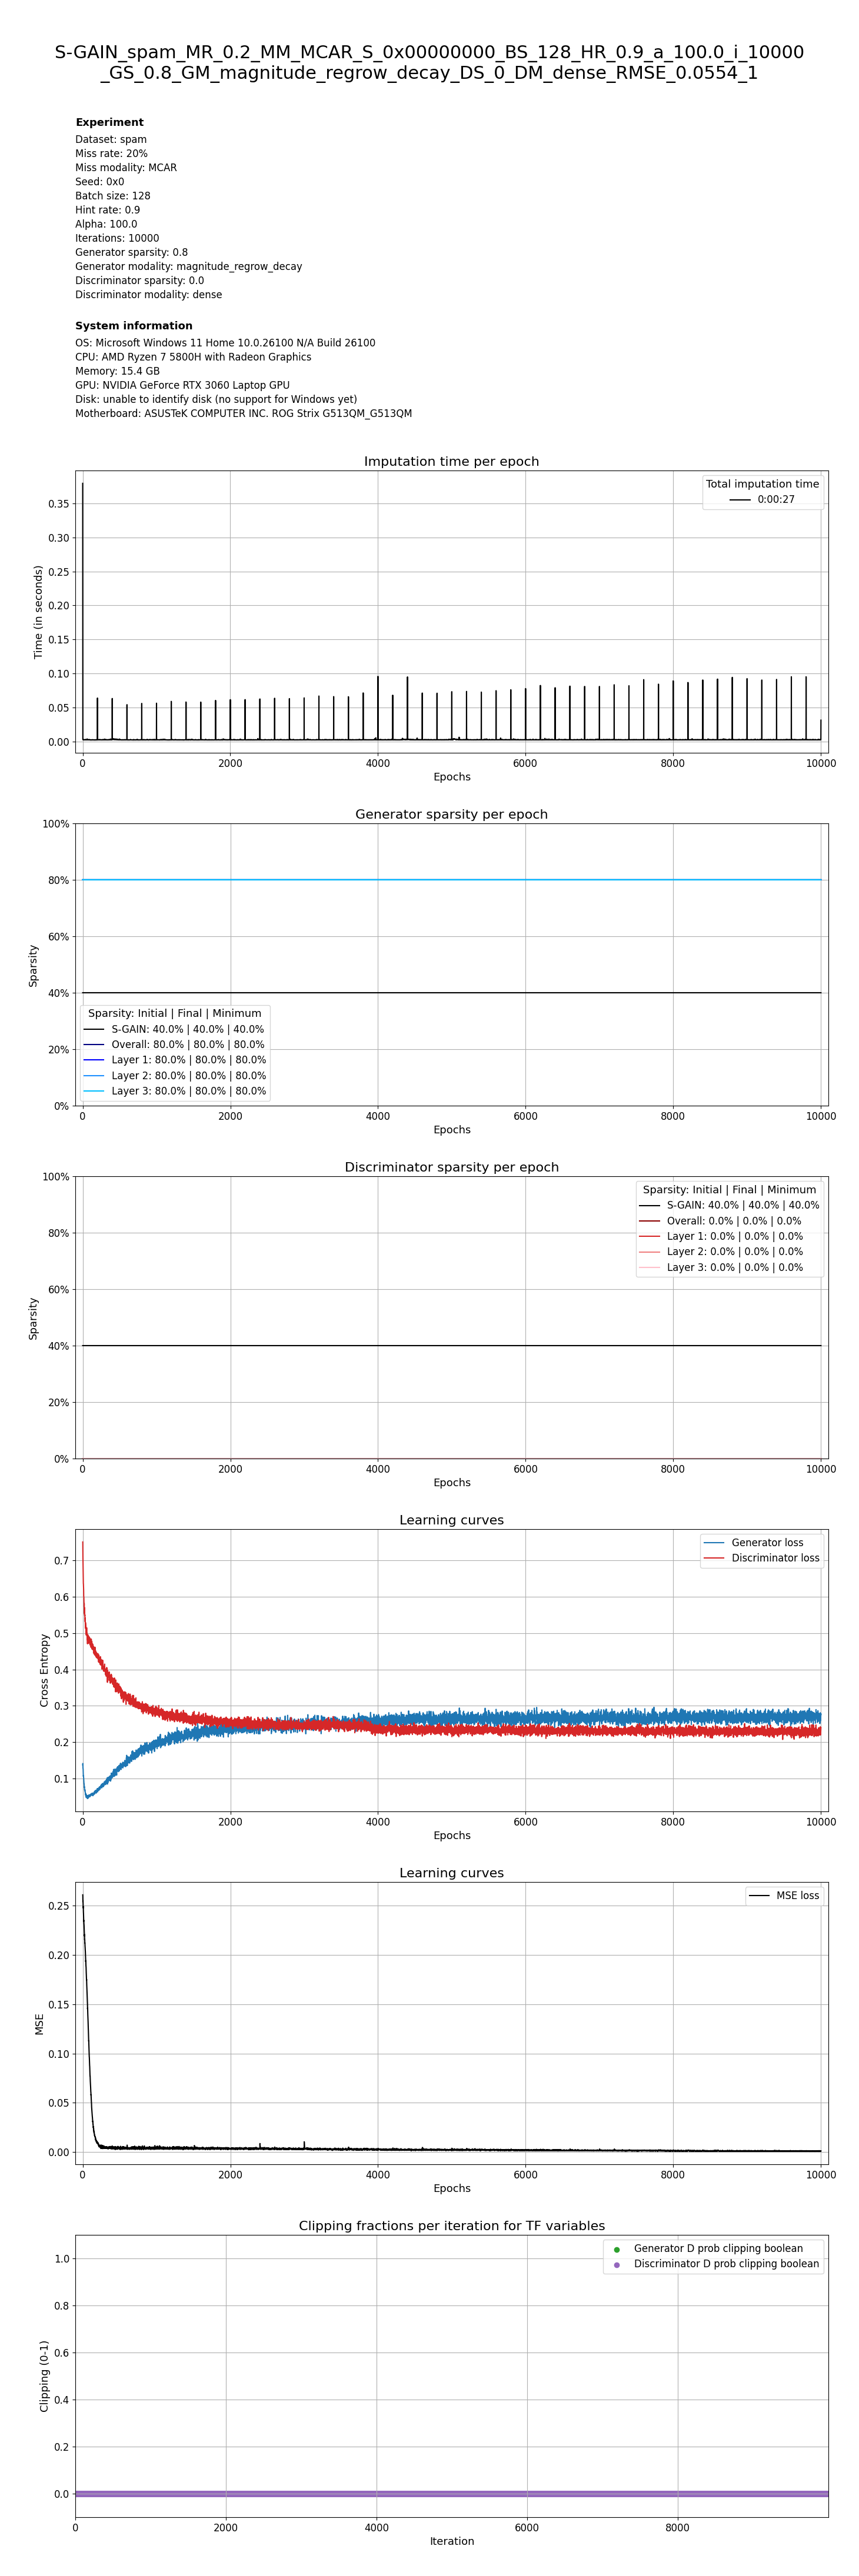 S-GAIN_spam_MR_0.2_MM_MCAR_S_0x00000000_BS_128_HR_0.9_a_100.0_i_10000
_GS_0.8_GM_magnitude_regrow_decay_DS_0_DM_dense_RMSE_0.0554_1
Experiment
Dataset: spam
Miss rate: 20%
Miss modality: MCAR
Seed: 0x0
Batch size: 128
Hint rate: 0.9
Alpha: 100.0
Iterations: 10000
Generator sparsity: 0.8
Generator modality: magnitude_regrow_decay
Discriminator sparsity: 0.0
Discriminator modality: dense
System information
OS: Microsoft Windows 11 Home 10.0.26100 N/A Build 26100
CPU: AMD Ryzen 7 5800H with Radeon Graphics
Memory: 15.4 GB
GPU: NVIDIA GeForce RTX 3060 Laptop GPU
Disk: unable to identify disk (no support for Windows yet)
Motherboard: ASUSTeK COMPUTER INC. ROG Strix G513QM_G513QM
Imputation time per epoch
Total imputation time
0:00:27
0.35
0.30
0.25
0.20
0.15
0.10
0.05
0.00
Time (in seconds)
0 2000 4000 6000 8000 10000
Epochs
Generator sparsity per epoch
100%
80%
60%
40%
20%
0%
Sparsity
Sparsity: Initial | Final | Minimum
S-GAIN: 40.0% | 40.0% | 40.0%
Overall: 80.0% | 80.0% | 80.0%
Layer 1: 80.0% | 80.0% | 80.0%
Layer 2: 80.0% | 80.0% | 80.0%
Layer 3: 80.0% | 80.0% | 80.0%
0 2000 4000 6000 8000 10000
Epochs
Discriminator sparsity per epoch
100%
80%
60%
40%
20%
0%
Sparsity
Sparsity: Initial | Final | Minimum
S-GAIN: 40.0% | 40.0% | 40.0%
Overall: 0.0% | 0.0% | 0.0%
Layer 1: 0.0% | 0.0% | 0.0%
Layer 2: 0.0% | 0.0% | 0.0%
Layer 3: 0.0% | 0.0% | 0.0%
0 2000 4000 6000 8000 10000
Epochs
Learning curves
Generator loss
Discriminator loss
0.7
0.6
0.5
0.4
0.3
0.2
0.1
Cross Entropy
0 2000 4000 6000 8000 10000
Epochs
Learning curves
MSE loss
0.25
0.20
0.15
0.10
0.05
0.00
MSE
0 2000 4000 6000 8000 10000
Epochs
Clipping fractions per iteration for TF variables
Generator D prob clipping boolean
Discriminator D prob clipping boolean
1.0
0.8
0.6
0.4
0.2
0.0
Clipping (0-1)
0 2000 4000 6000 8000
Iteration